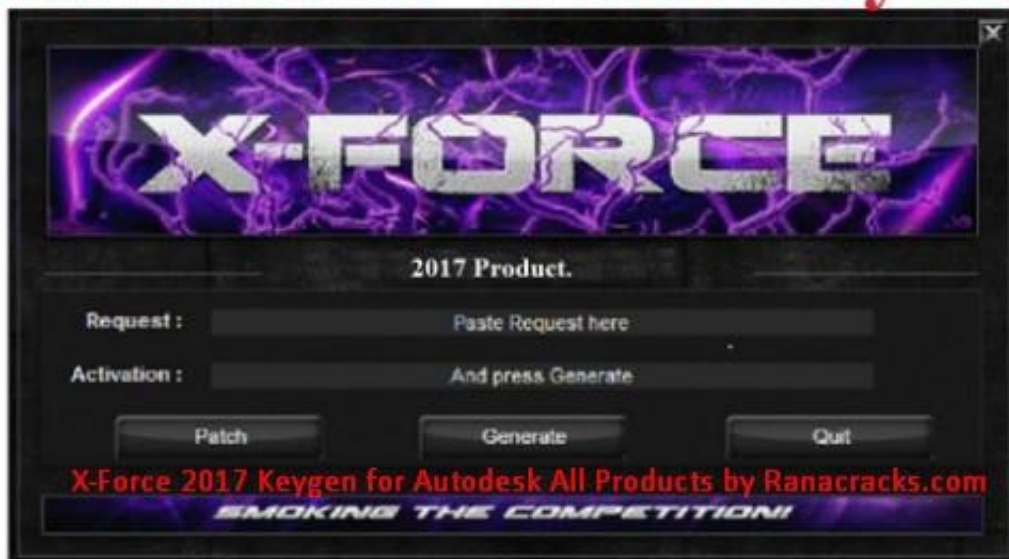 X-FORCE
2017 Product.
Request : Paste Request here
Activation : And press Generate
Patch Generate Quit
X-Force 2017 Keygen for Autodesk All Products by Ranacracks.com
SMOKING THE COMPETITION!